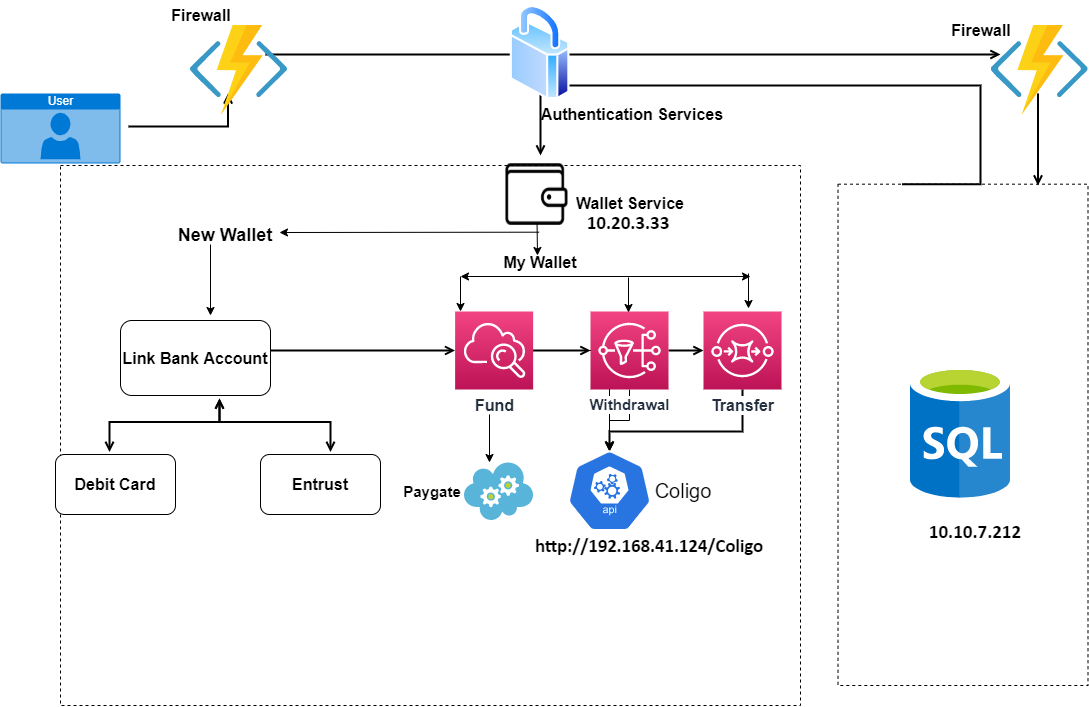 Firewall
Firewall
User
Authentication Services
Wallet Service
10.20.3.33
New Wallet
My Wallet
Link Bank Account
Fund
Withdrawal
Transfer
Debit Card
Entrust
Paygate
api
Coligo
http://192.168.41.124/Coligo
SQL
10.10.7.212